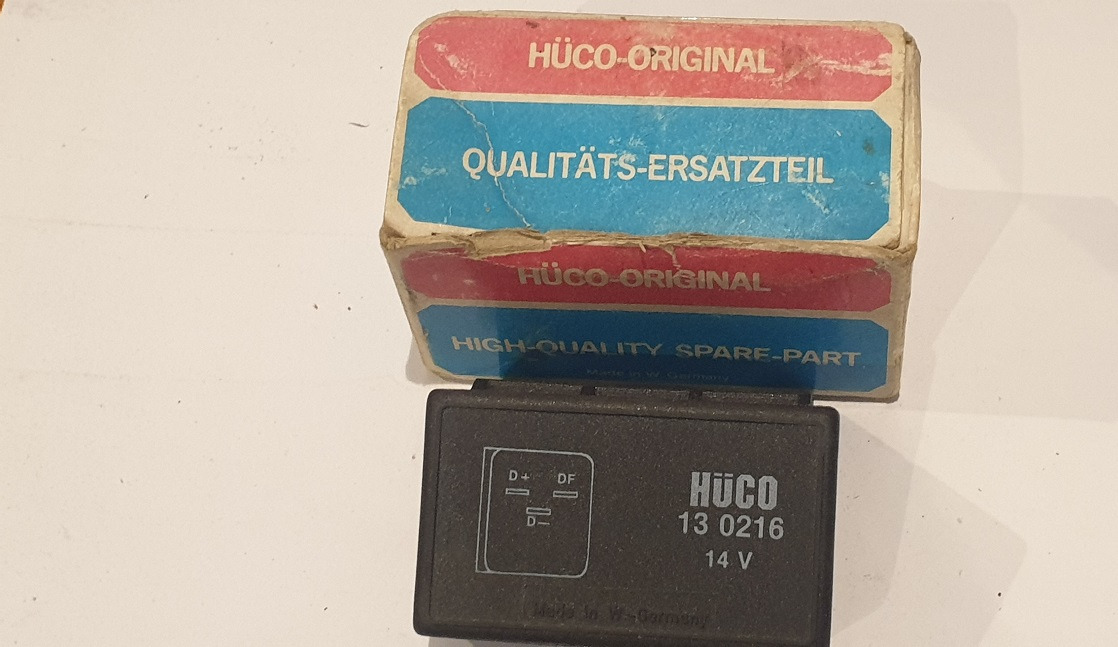 HÜCO-ORIGINAL
QUALITÄTS-ERSATZTEIL
HÜCO-ORIGINAL
HIGH-QUALITY SPARE-PART
Made in W.-Germany
D+ DF
D–
HÜCO
13 0216
14 V
Made in W.-Germany